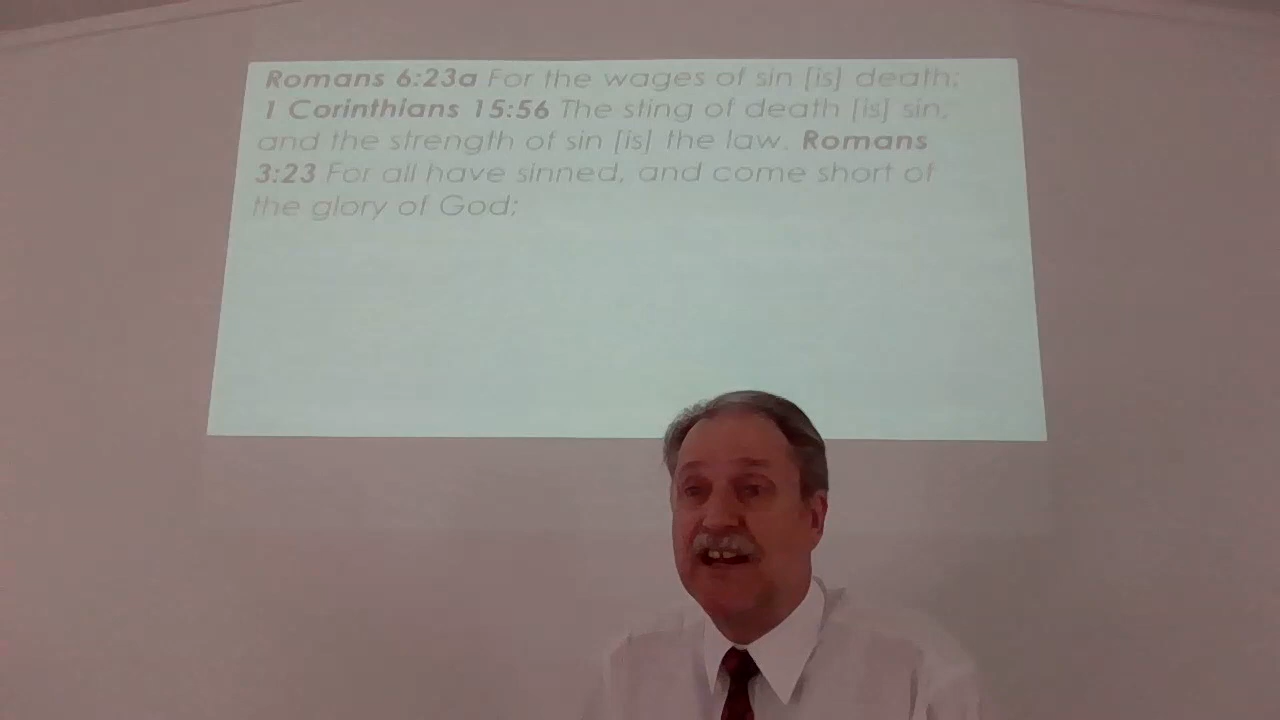 Romans 6:23a For the wages of sin [is] death;
1 Corinthians 15:56 The sting of death [is] sin;
and the strength of sin [is] the law. Romans
3:23 For all have sinned, and come short of
the glory of God;